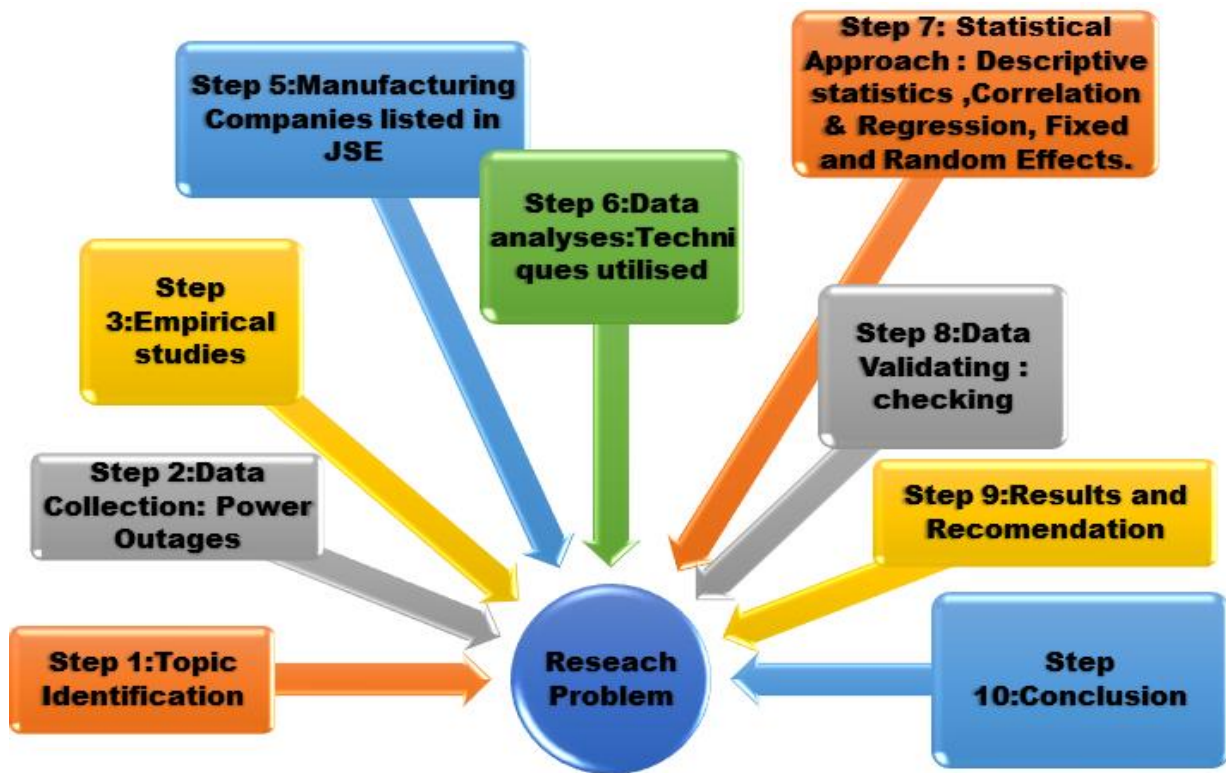 Step 1:Topic
Identification
Step 2:Data
Collection: Power
Outages
Step
3:Empirical
studies
Step 5:Manufacturing
Companies listed in
JSE
Step 6:Data
analyses:Techni
ques utilised
Step 7: Statistical
Approach : Descriptive
statistics ,Correlation
& Regression, Fixed
and Random Effects.
Step 8:Data
Validating :
checking
Step 9:Results and
Recomendation
Step
10:Conclusion
Reseach
Problem